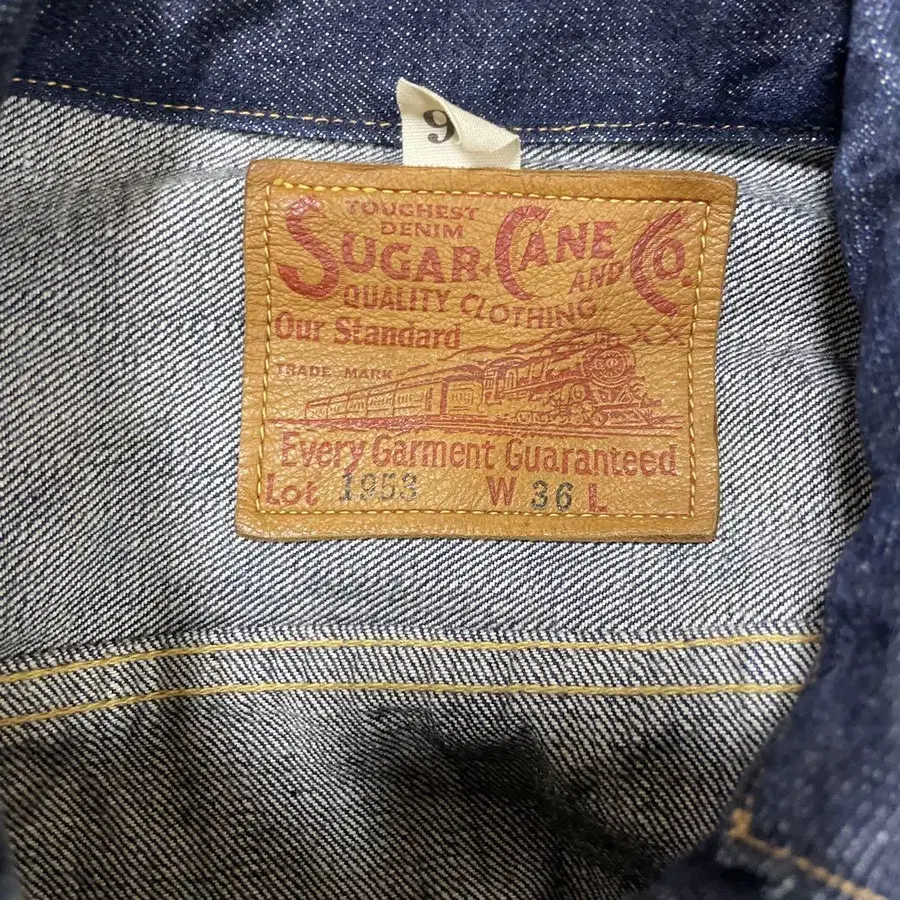 9
TOUGHEST
DENIM
SUGAR CANE AND CO.
QUALITY CLOTHING
Our Standard XX
TRADE MARK
Every Garment Guaranteed
Lot 1953 W 36 L